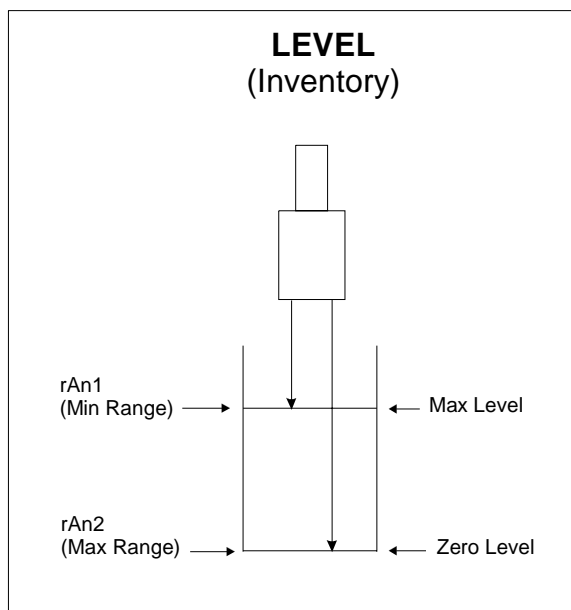 LEVEL
(Inventory)
rAn1
(Min Range)
Max Level
rAn2
(Max Range)
Zero Level